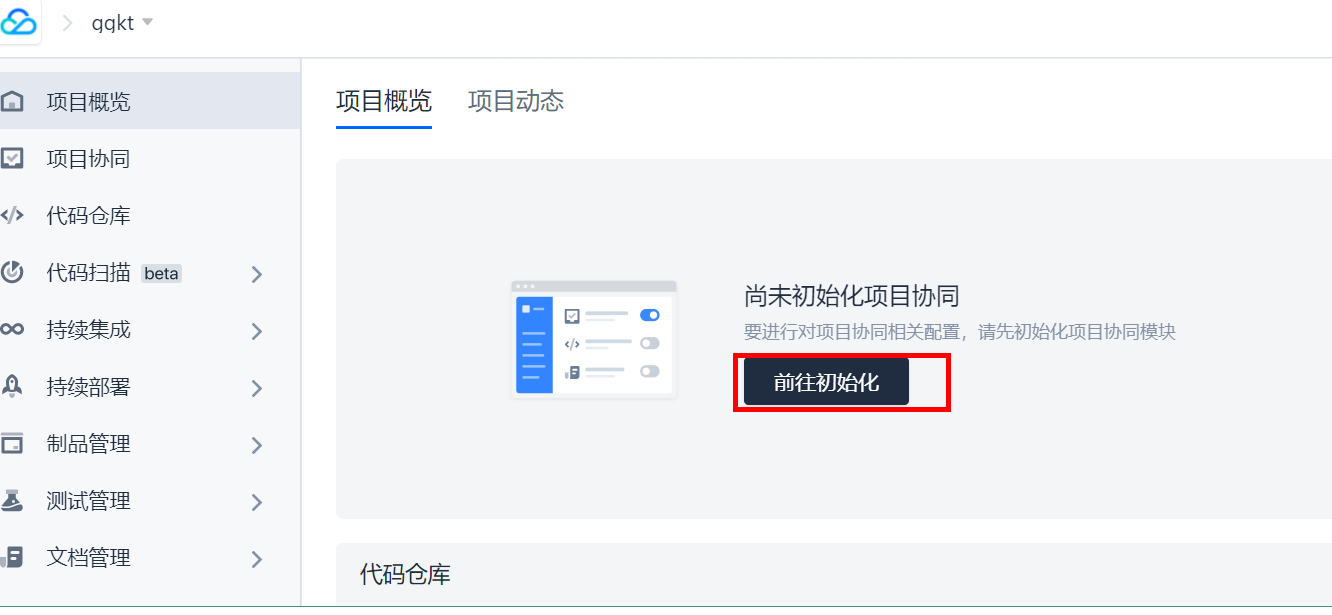 ggkt
项目概览
项目协同
代码仓库
代码扫描 beta
持续集成
持续部署
制品管理
测试管理
文档管理
项目概览 项目动态
尚未初始化项目协同
要进行对项目协同相关配置，请先初始化项目协同模块
前往初始化
代码仓库